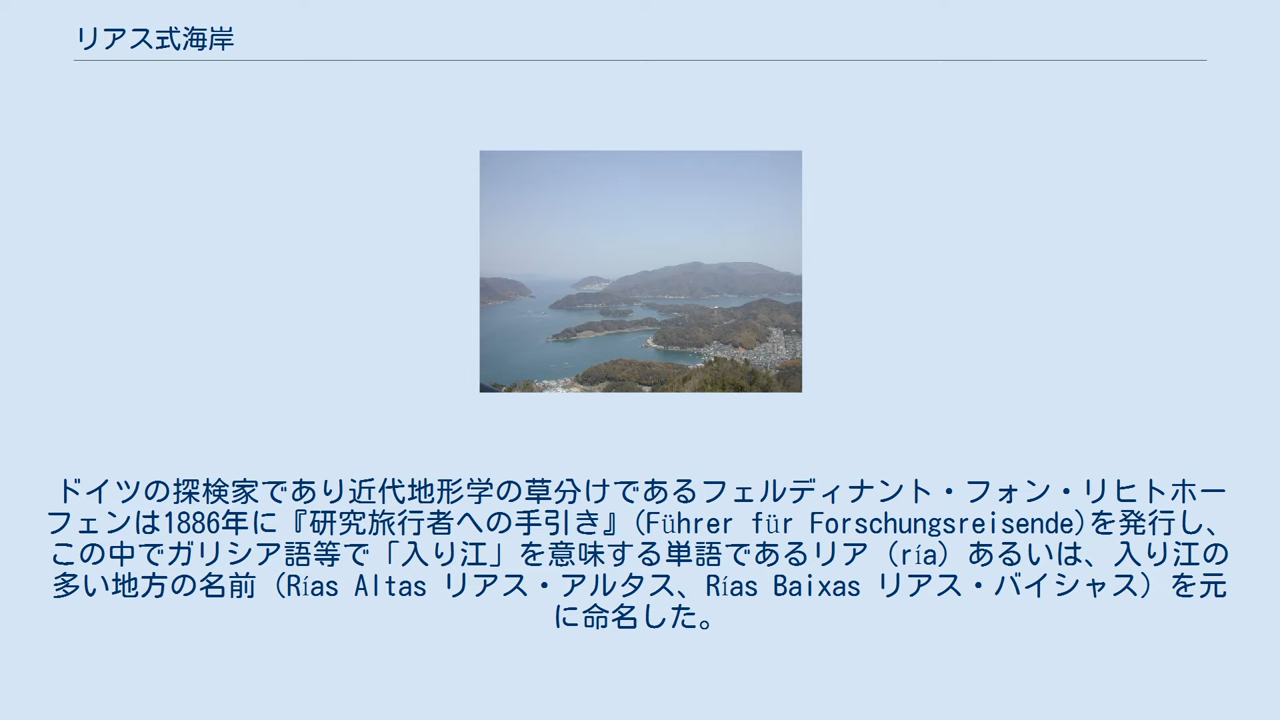 リアス式海岸
ドイツの探検家であり近代地形学の草分けであるフェルディナント・フォン・リヒトホー
フェンは1886年に『研究旅行者への手引き』(Führer für Forschungsreisende)を発行し、
この中でガリシア語等で「入り江」を意味する単語であるリア（ría）あるいは、入り江の
多い地方の名前（Rías Altas リアス・アルタス、Rías Baixas リアス・バイシャス）を元
に命名した。